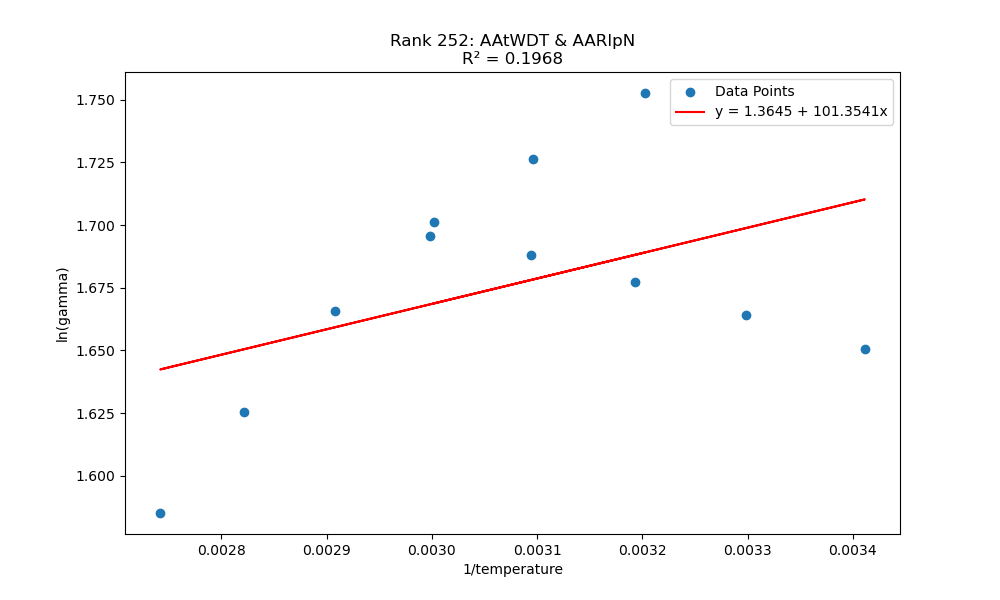 Rank 252: AAtWDT & AARlpN
R² = 0.1968
Data Points
y = 1.3645 + 101.3541x
ln(gamma)
1.750
1.725
1.700
1.675
1.650
1.625
1.600
0.0028 0.0029 0.0030 0.0031 0.0032 0.0033 0.0034
1/temperature